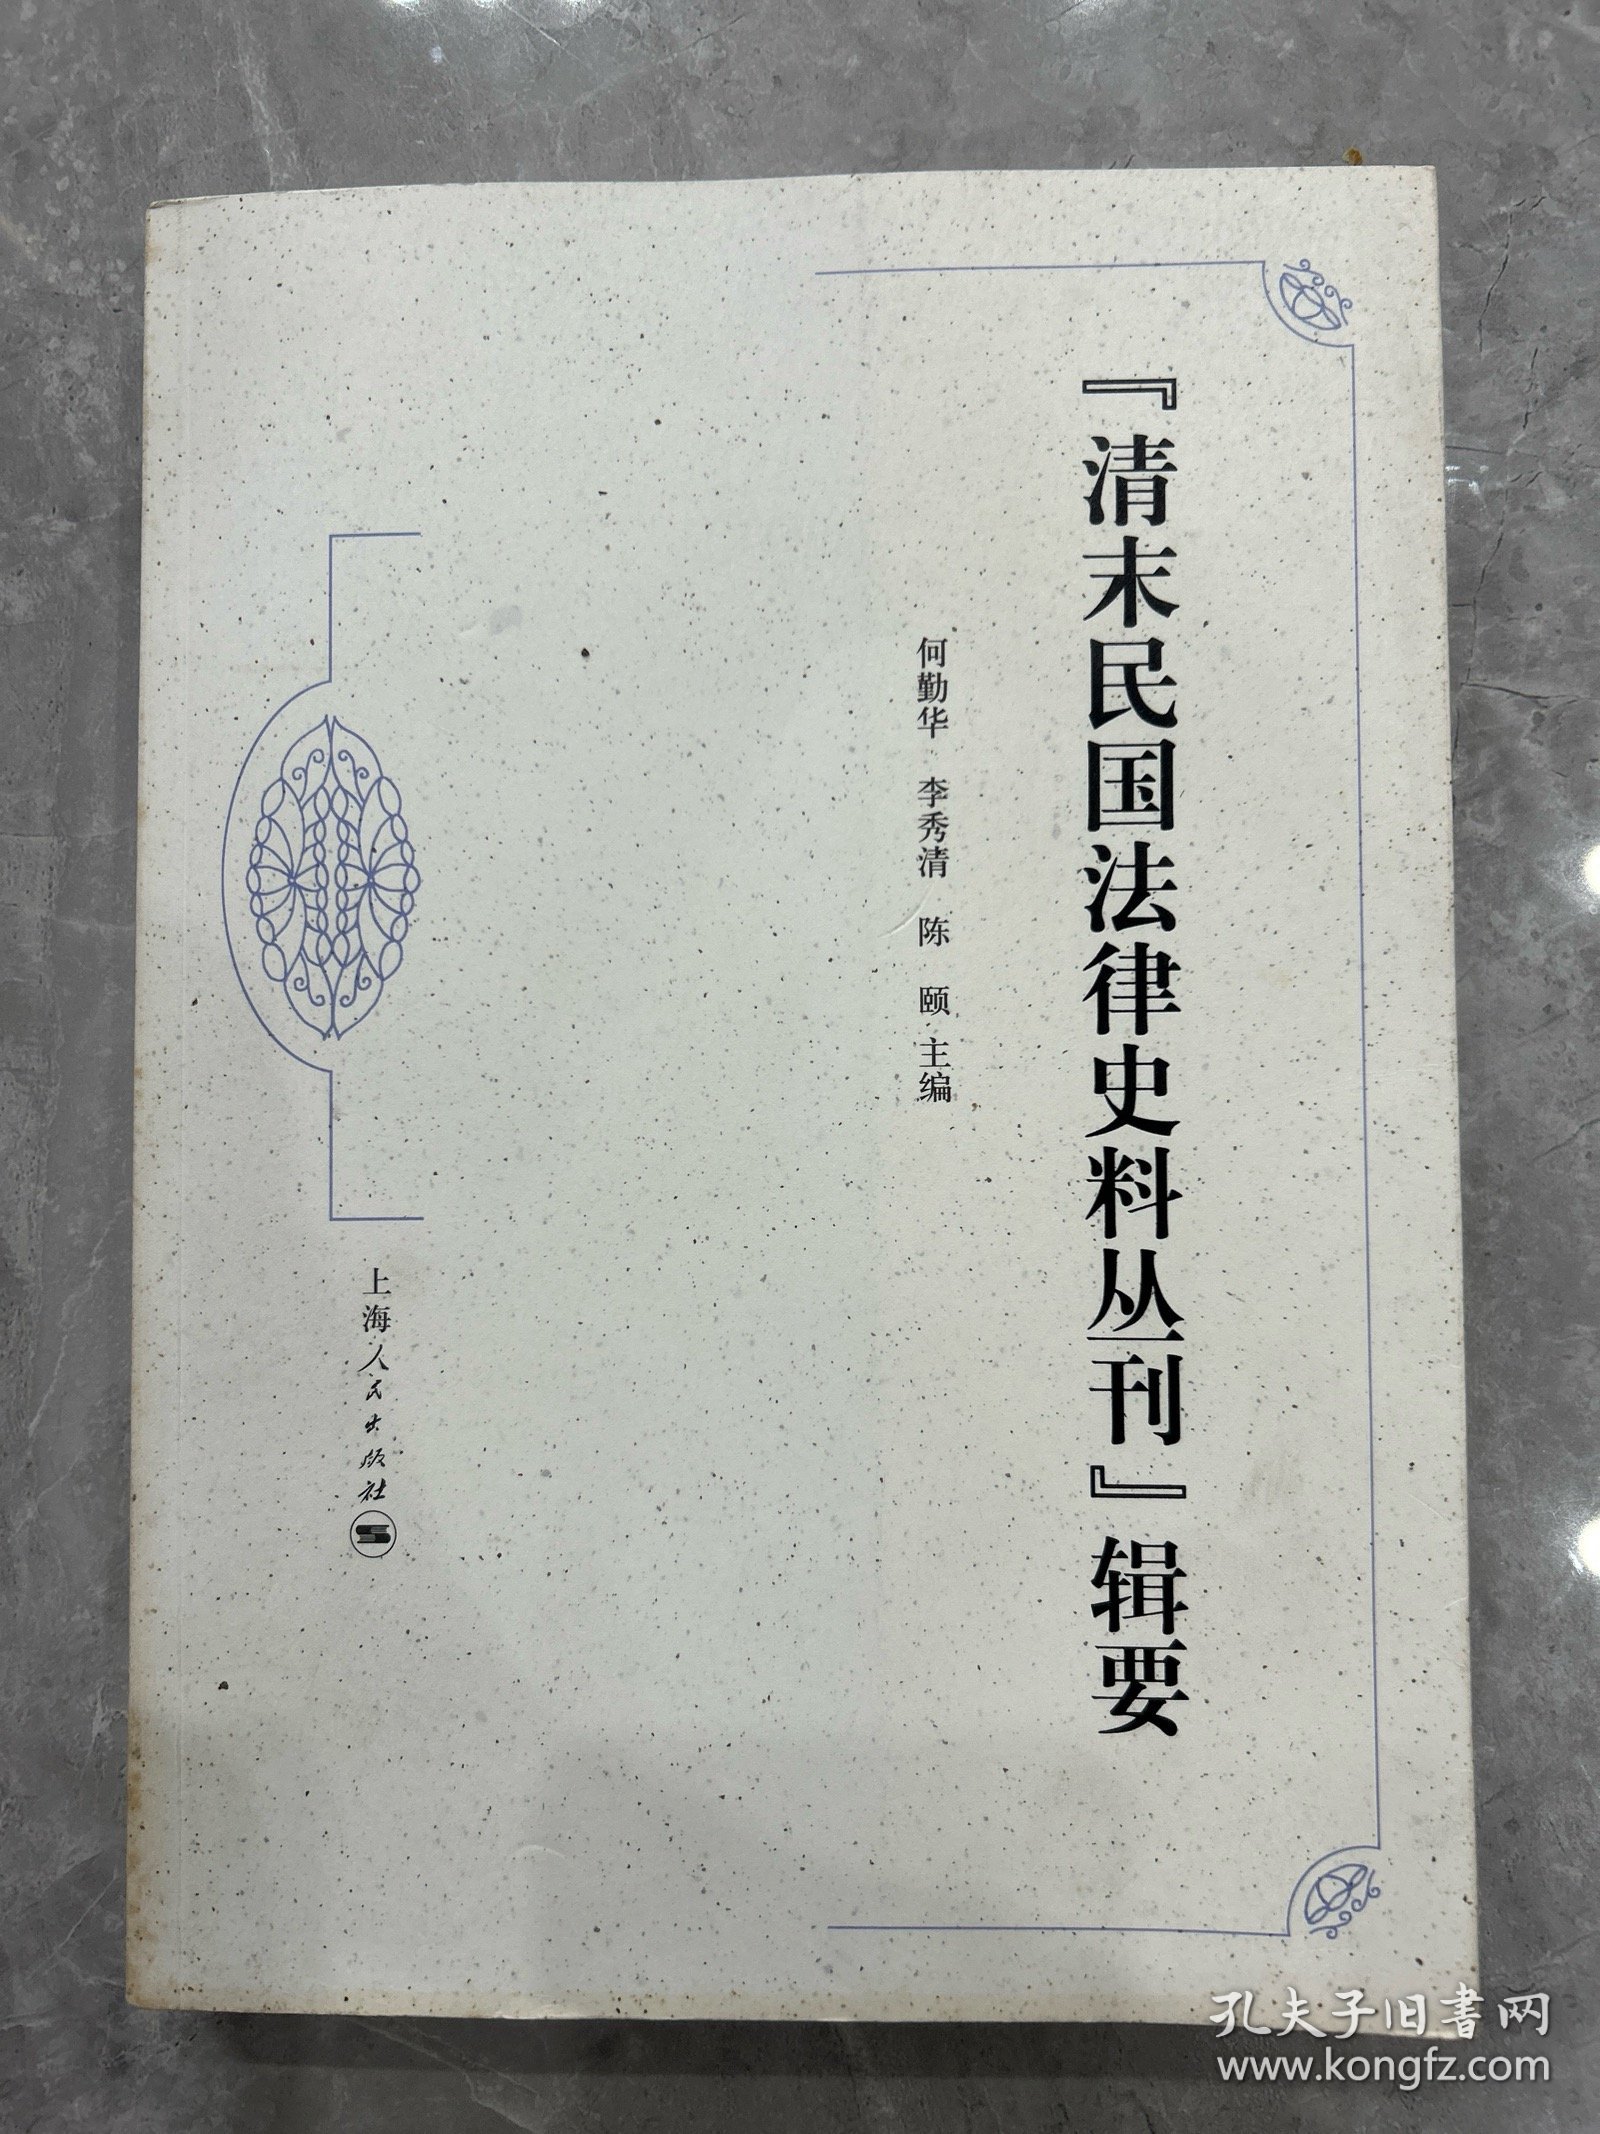 『清末民国法律史料丛刊』辑要
何勤华 李秀清 陈 颐 主编
上海人民出版社
孔夫子旧书网
www.kongfz.com